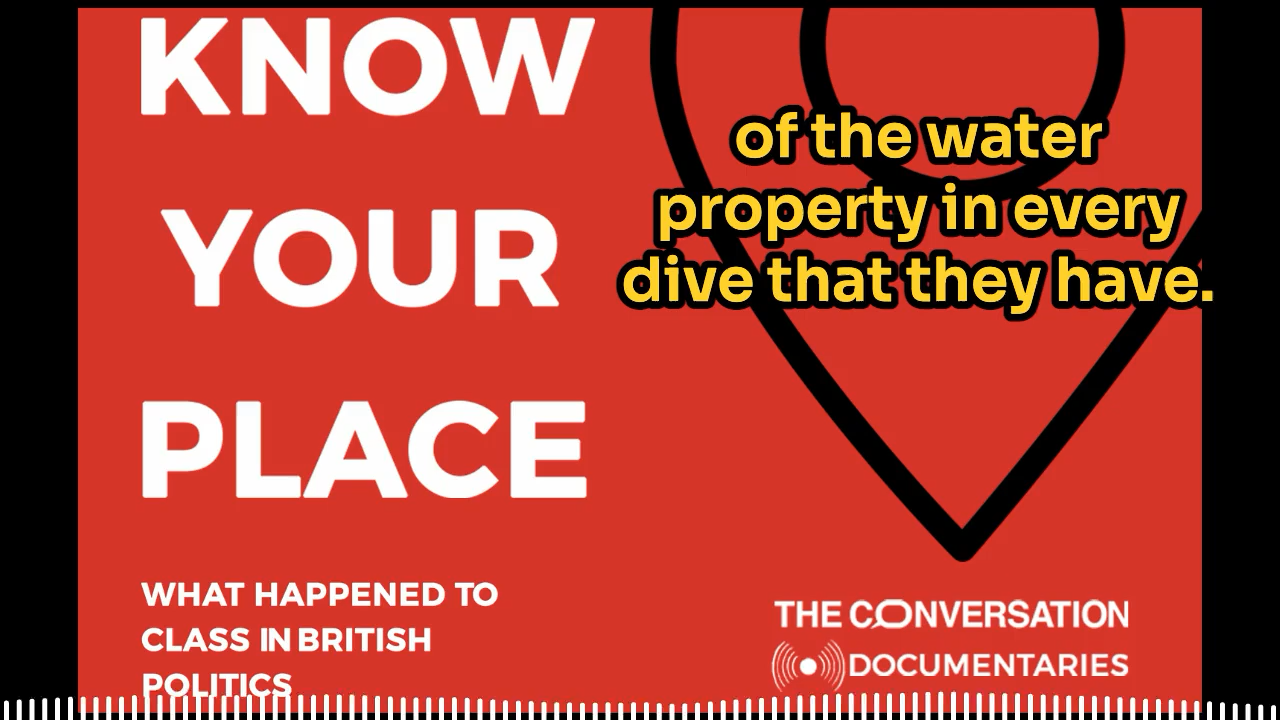 KNOW
YOUR
PLACE
WHAT HAPPENED TO
CLASS IN BRITISH
POLITICS
of the water
property in every
dive that they have.
THE CONVERSATION
DOCUMENTARIES